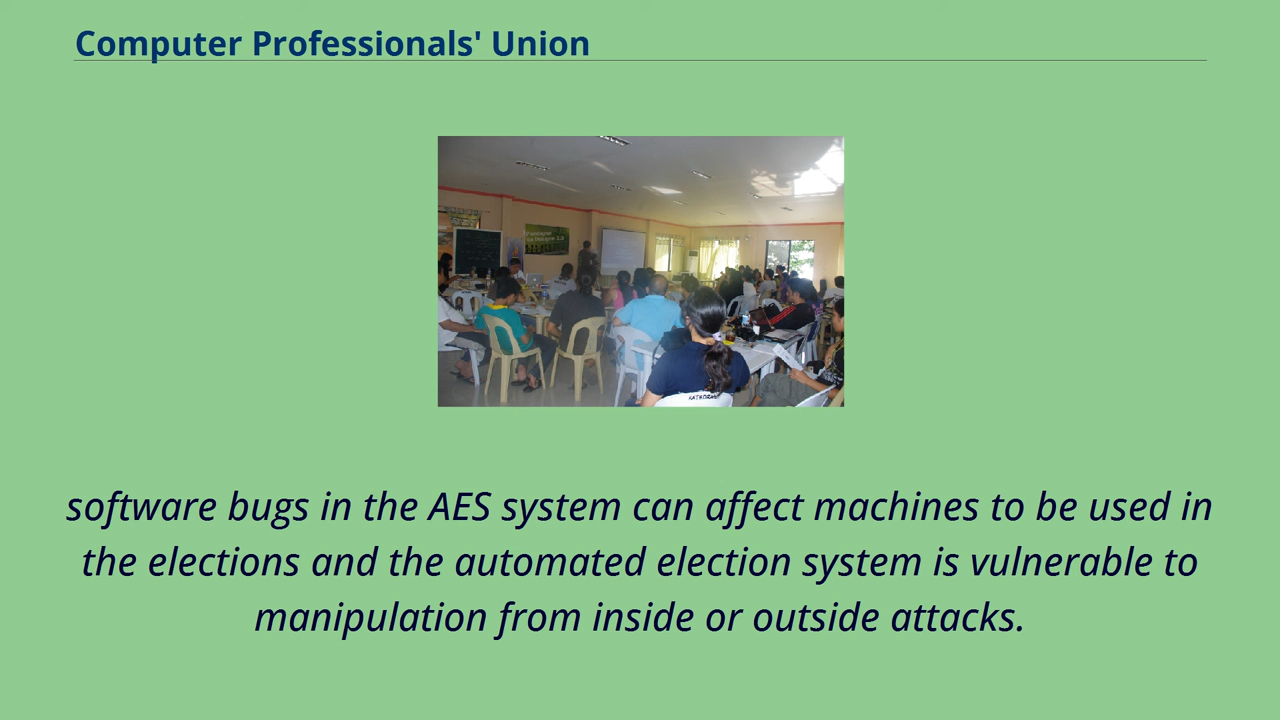 Computer Professionals' Union
software bugs in the AES system can affect machines to be used in
the elections and the automated election system is vulnerable to
manipulation from inside or outside attacks.